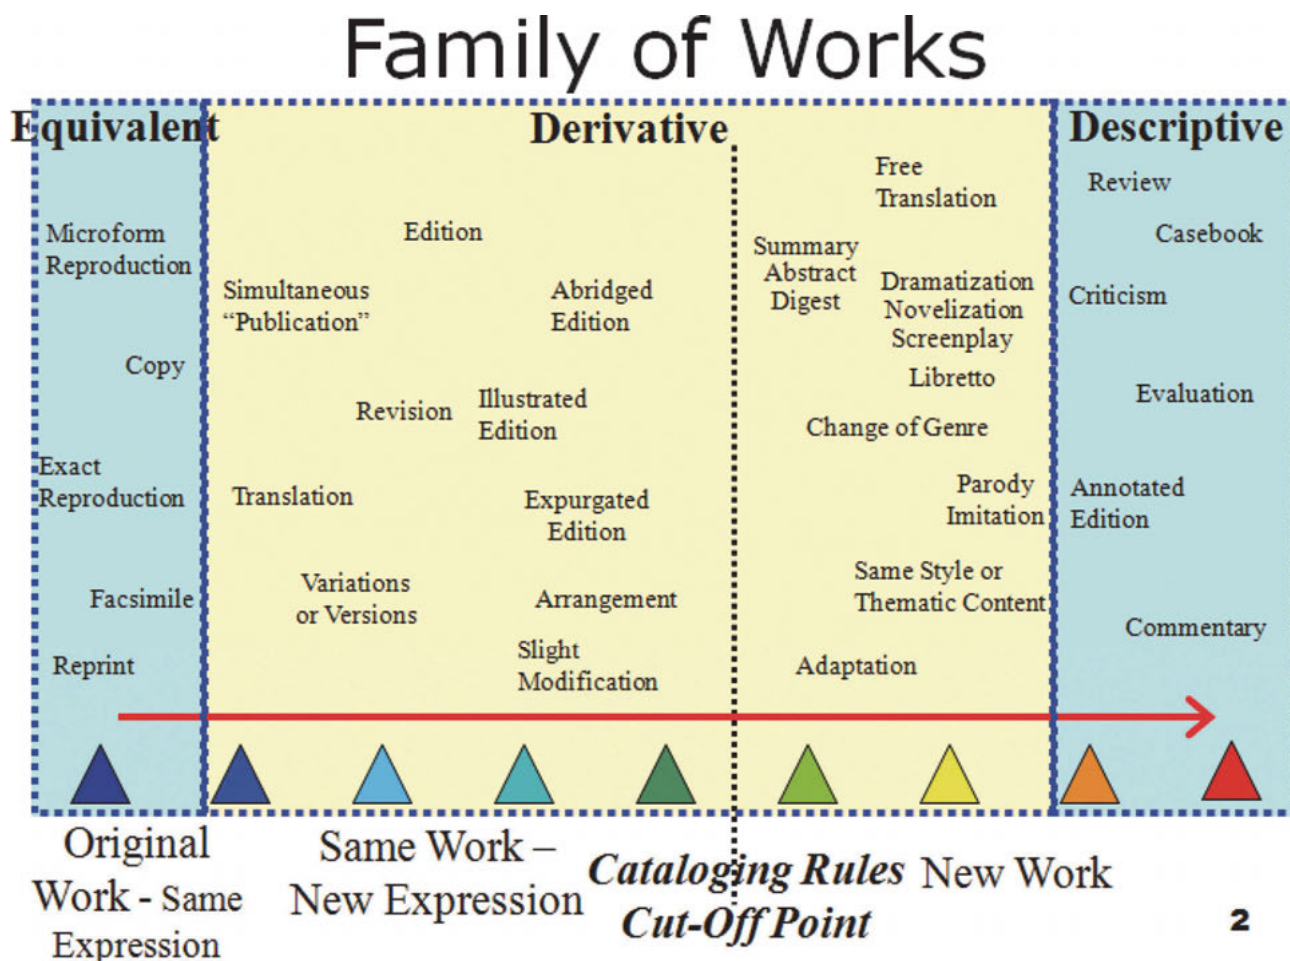 Family of Works
Equivalent
Microform
Reproduction
Copy
Exact
Reproduction
Facsimile
Reprint
Derivative
Edition
Simultaneous
“Publication”
Abridged
Edition
Revision
Illustrated
Edition
Translation
Expurgated
Edition
Variations
or Versions
Arrangement
Slight
Modification
Free
Translation
Summary
Abstract
Digest
Dramatization
Novelization
Screenplay
Libretto
Change of Genre
Parody
Imitation
Same Style or
Thematic Content
Adaptation
Descriptive
Review
Casebook
Criticism
Evaluation
Annotated
Edition
Commentary
Original
Work - Same
Expression
Same Work –
New Expression
Cataloging Rules
Cut-Off Point
New Work
2